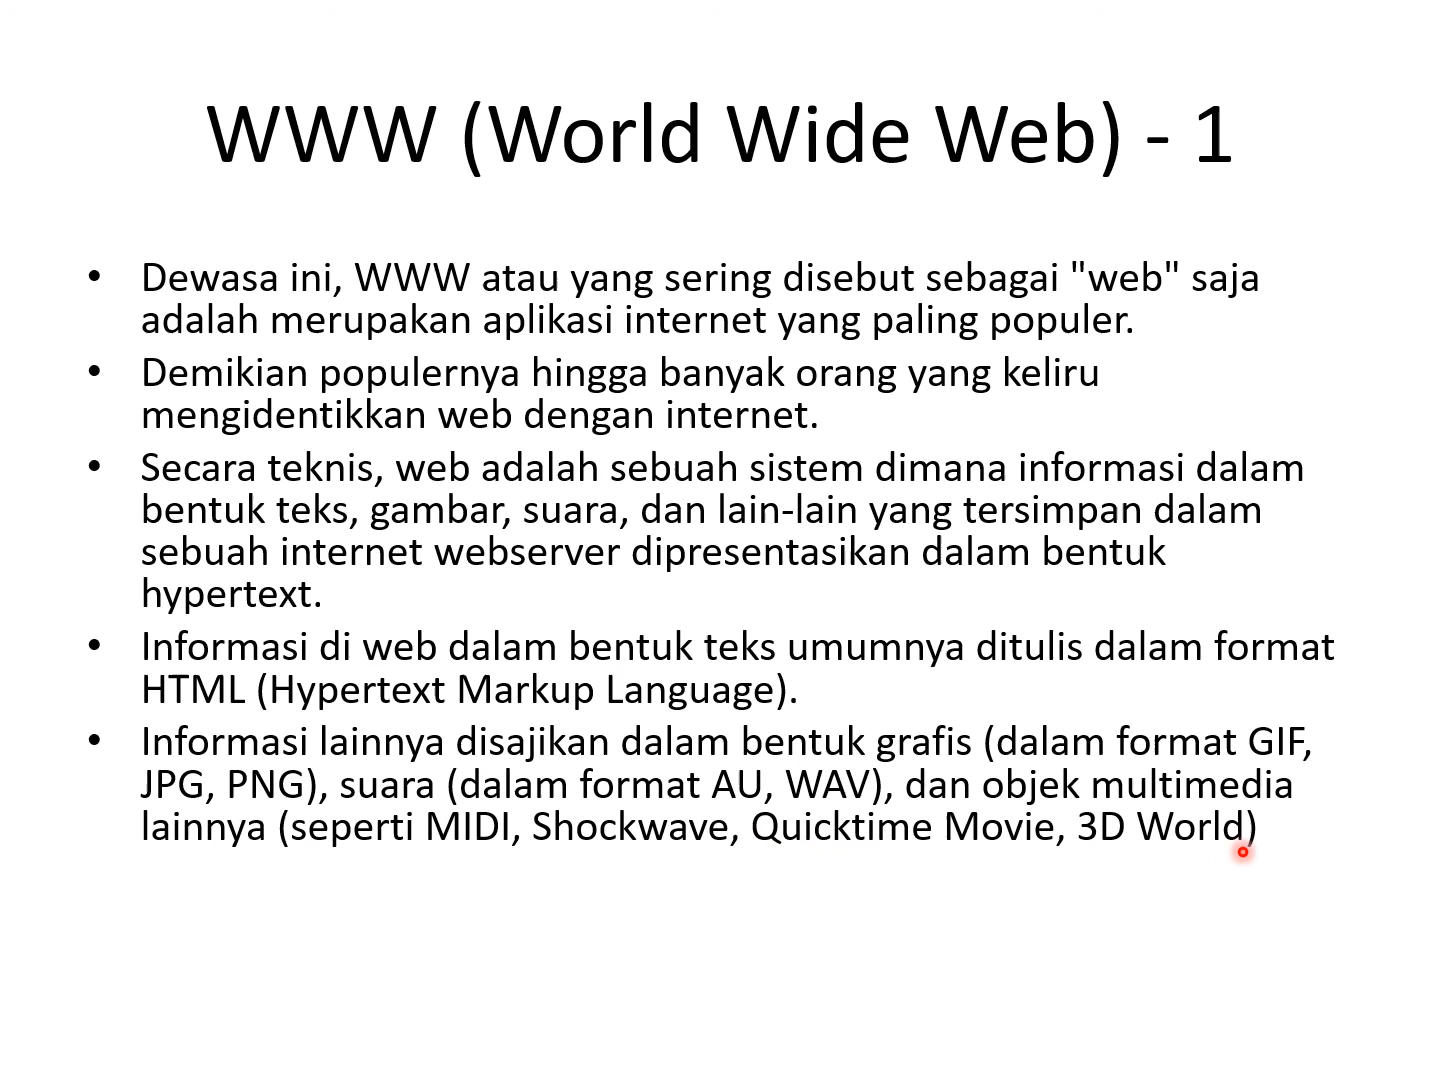 WWW (World Wide Web) - 1
• Dewasa ini, WWW atau yang sering disebut sebagai "web" saja
adalah merupakan aplikasi internet yang paling populer.
• Demikian populernya hingga banyak orang yang keliru
mengidentikkan web dengan internet.
• Secara teknis, web adalah sebuah sistem dimana informasi dalam
bentuk teks, gambar, suara, dan lain-lain yang tersimpan dalam
sebuah internet webserver dipresentasikan dalam bentuk
hypertext.
• Informasi di web dalam bentuk teks umumnya ditulis dalam format
HTML (Hypertext Markup Language).
• Informasi lainnya disajikan dalam bentuk grafis (dalam format GIF,
JPG, PNG), suara (dalam format AU, WAV), dan objek multimedia
lainnya (seperti MIDI, Shockwave, Quicktime Movie, 3D World)